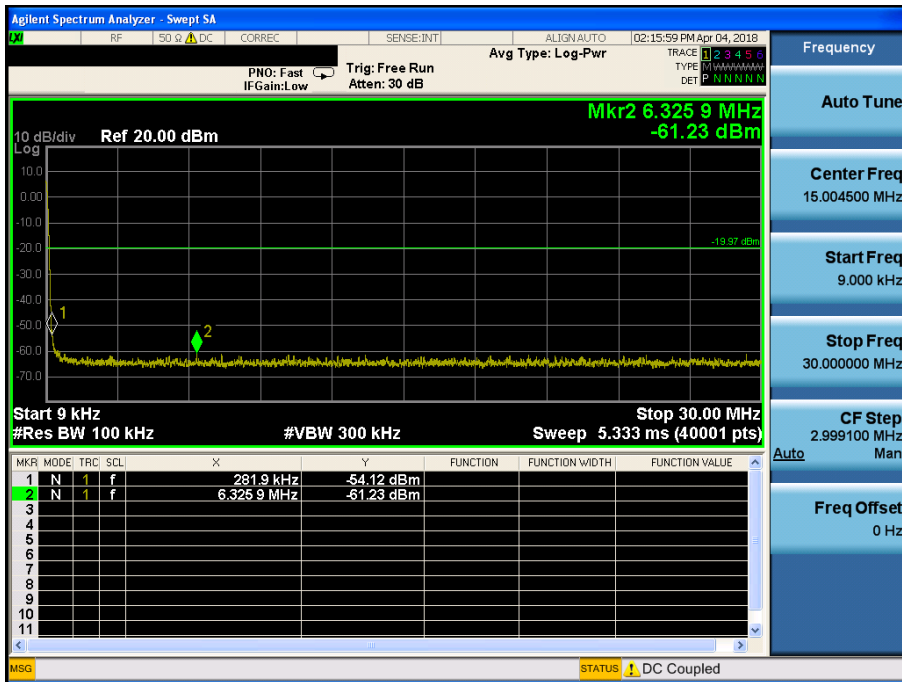 Agilent Spectrum Analyzer - Swept SA
LXI RF 50 Ω DC CORREC SENSE:INT ALIGN AUTO 02:15:59 PM Apr 04, 2018
Avg Type: Log-Pwr
TRACE 1 2 3 4 5 6
TYPE M W W W W W
DET P N N N N N
PNO: Fast
IFGain:Low
Trig: Free Run
Atten: 30 dB
Mkr2 6.325 9 MHz
-61.23 dBm
10 dB/div Ref 20.00 dBm
Log
10.0
0.00
-10.0
-20.0
-19.97 dBm
-30.0
-40.0
-50.0
-60.0
-70.0
1
2
Start 9 kHz Stop 30.00 MHz
#Res BW 100 kHz #VBW 300 kHz Sweep 5.333 ms (40001 pts)
MKR MODE TRC SCL X Y FUNCTION FUNCTION WIDTH FUNCTION VALUE
1 N 1 f 281.9 kHz -54.12 dBm
2 N 1 f 6.325 9 MHz -61.23 dBm
3
4
5
6
7
8
9
10
11
MSG STATUS DC Coupled
Frequency
Auto Tune
Center Freq
15.004500 MHz
Start Freq
9.000 kHz
Stop Freq
30.000000 MHz
CF Step
2.999100 MHz
Auto Man
Freq Offset
0 Hz